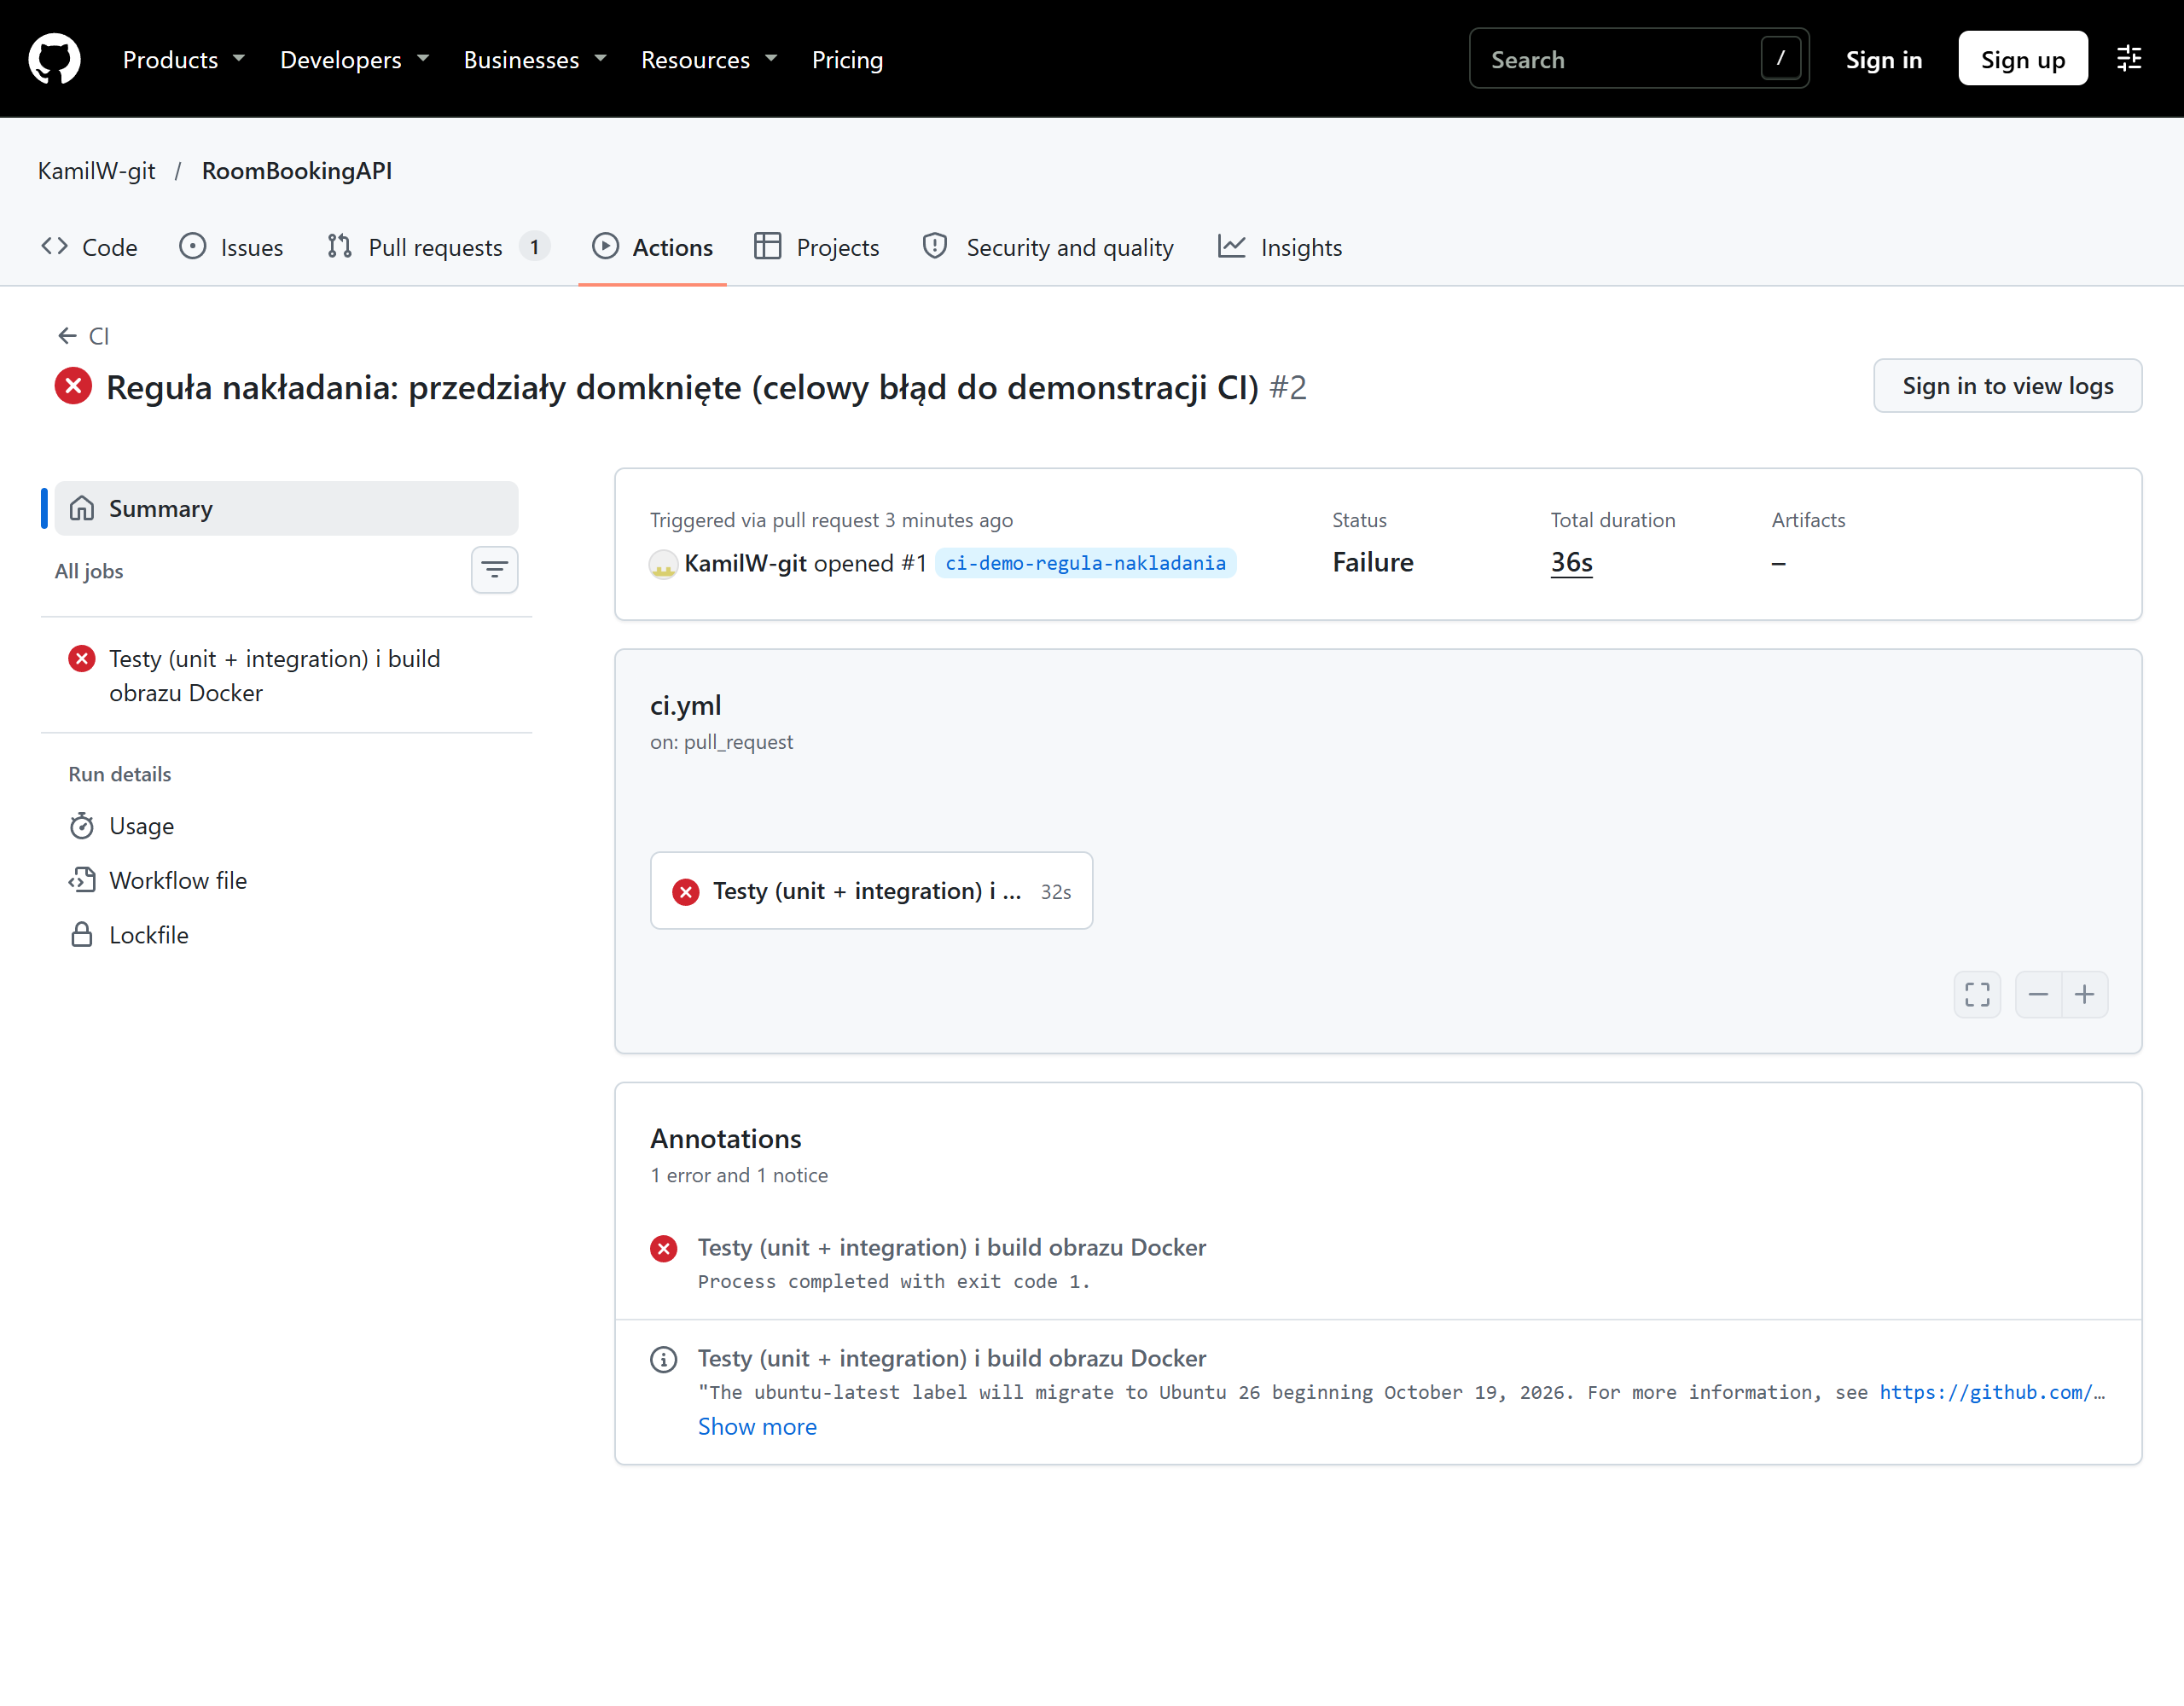 Products Developers Businesses Resources Pricing Search / Sign in Sign up
KamilW-git / RoomBookingAPI
Code Issues Pull requests 1 Actions Projects Security and quality Insights
← CI
Reguła nakładania: przedziały domknięte (celowy błąd do demonstracji CI) #2
Sign in to view logs
Summary
All jobs
Testy (unit + integration) i build
obrazu Docker
Run details
Usage
Workflow file
Lockfile
Triggered via pull request 3 minutes ago
KamilW-git opened #1 ci-demo-regula-nakladania
Status
Failure
Total duration
36s
Artifacts
–
ci.yml
on: pull_request
Testy (unit + integration) i ... 32s
Annotations
1 error and 1 notice
Testy (unit + integration) i build obrazu Docker
Process completed with exit code 1.
Testy (unit + integration) i build obrazu Docker
"The ubuntu-latest label will migrate to Ubuntu 26 beginning October 19, 2026. For more information, see https://github.com/…
Show more